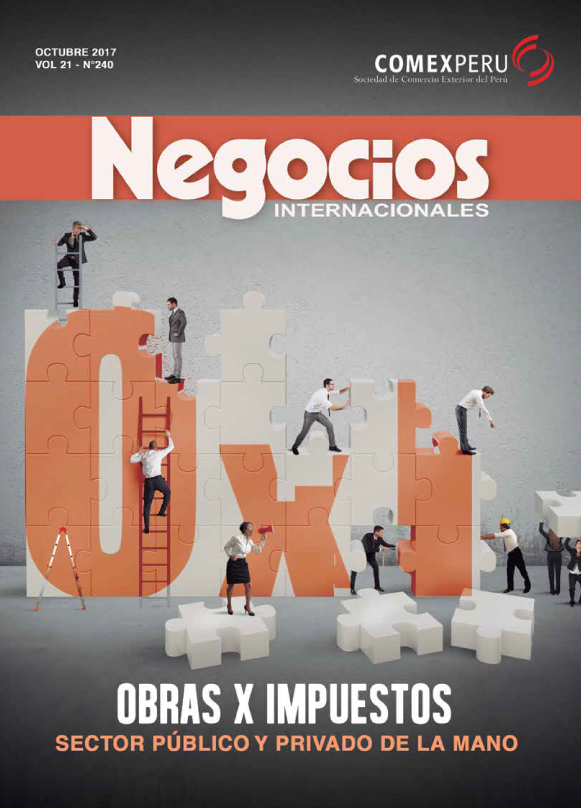 OCTUBRE 2017
VOL 21 - N°240
COMEXPERU
Sociedad de Comercio Exterior del Perú
Negocios
INTERNACIONALES
OxI
OBRAS X IMPUESTOS
SECTOR PÚBLICO Y PRIVADO DE LA MANO